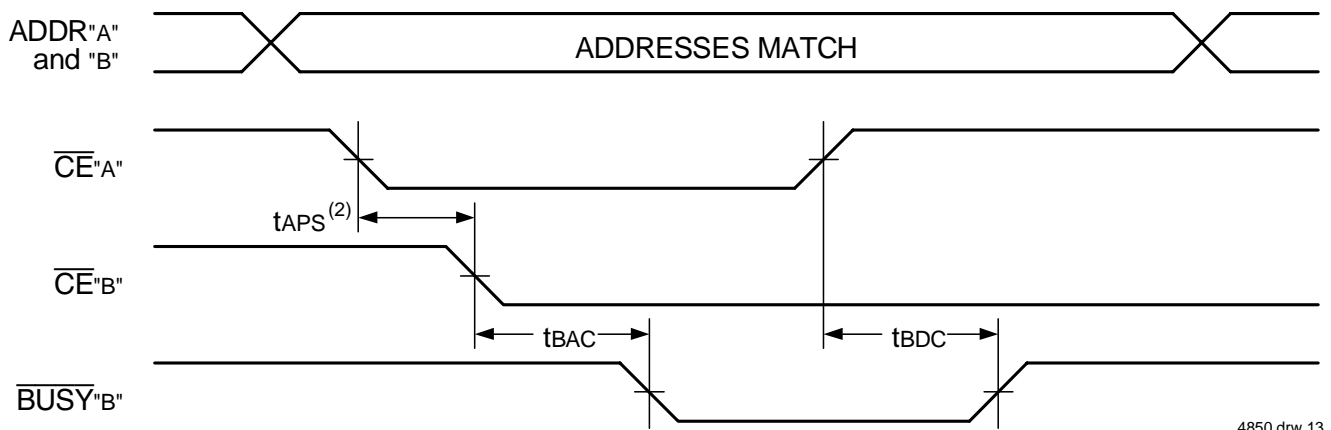 ADDR"A"
and "B"
ADDRESSES MATCH
CE"A"
tAPS(2)
CE"B"
tBAC
tBDC
BUSY"B"
4850 drw 13